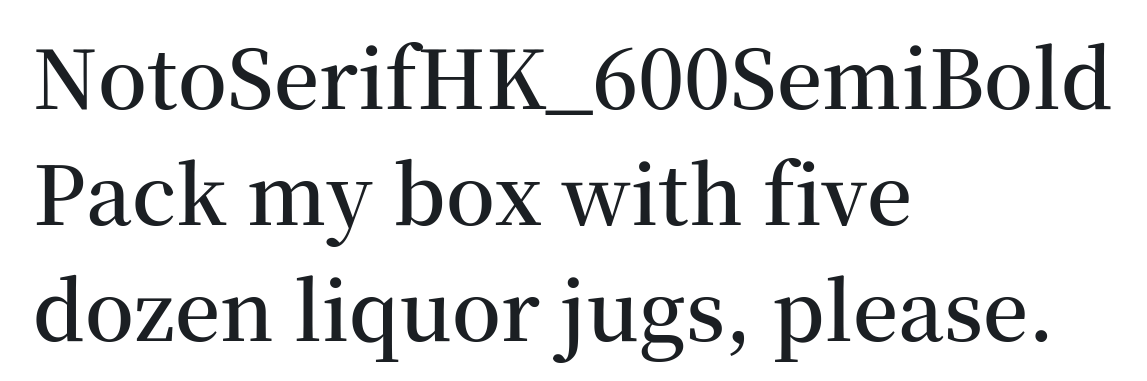 NotoSerifHK_600SemiBold
Pack my box with five
dozen liquor jugs, please.